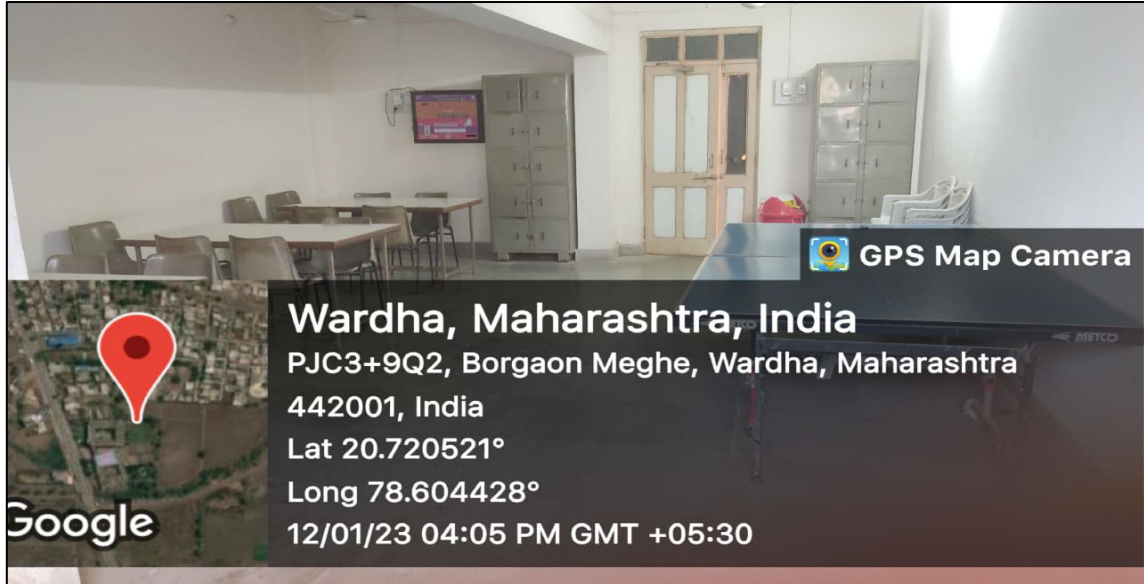 GPS Map Camera
METCO
Wardha, Maharashtra, India
PJC3+9Q2, Borgaon Meghe, Wardha, Maharashtra
442001, India
Lat 20.720521°
Long 78.604428°
12/01/23 04:05 PM GMT +05:30
Google